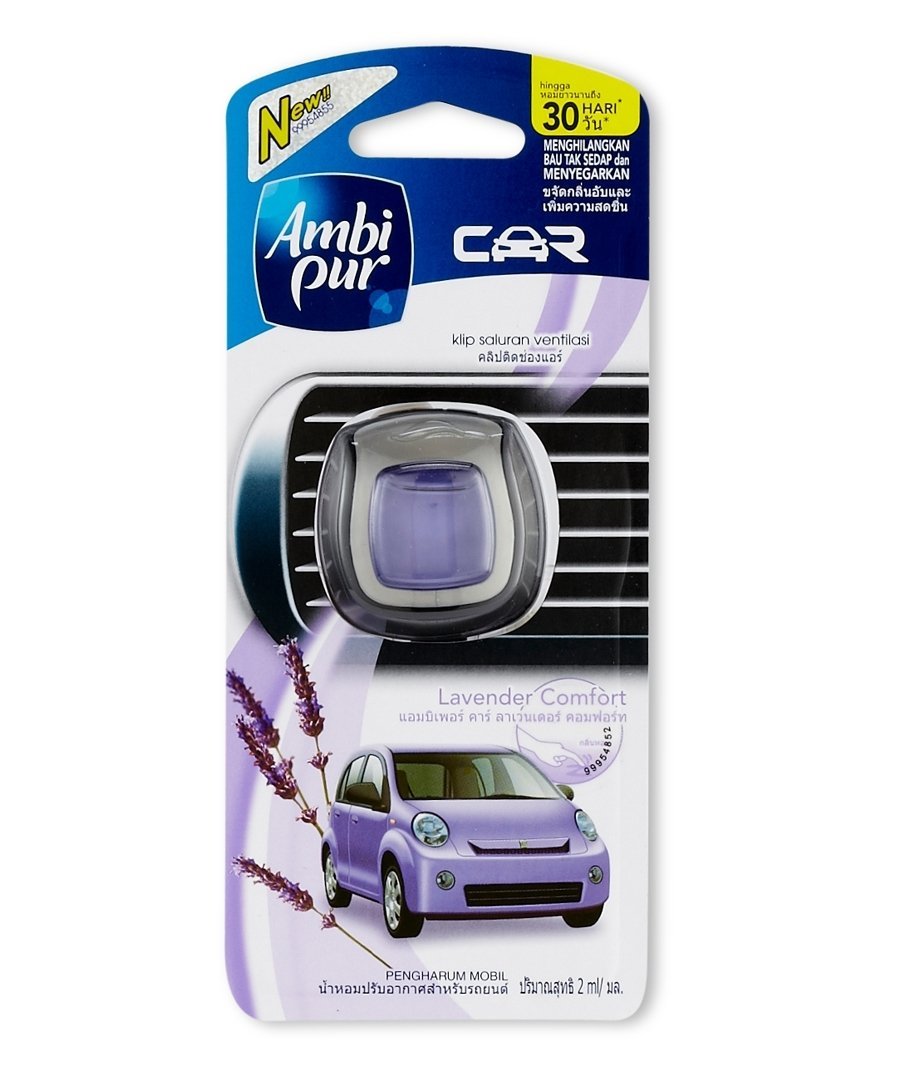 New!!
99954855
hingga
หอมยาวนานถึง
30 HARI*
วัน*
MENGHILANGKAN
BAU TAK SEDAP dan
MENYEGARKAN
ขจัดกลิ่นอับและ
เพิ่มความสดชื่น
Ambi
pur
CAR
klip saluran ventilasi
คลิปติดช่องแอร์
Lavender Comfort
แอมบิเพอร์ คาร์ ลาเว่นเดอร์ คอมฟอร์ท
99954852
PENGHARUM MOBIL
น้ำหอมปรับอากาศสำหรับรถยนต์ ปริมาณสุทธิ 2 ml/ มล.